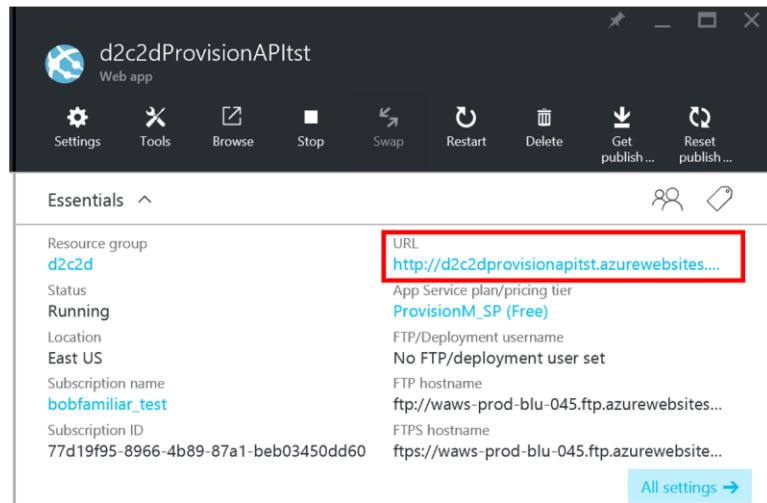 d2c2dProvisionAPItst
Web app
Settings
Tools
Browse
Stop
Swap
Restart
Delete
Get publish ...
Reset publish ...
Essentials
Resource group
d2c2d
URL
http://d2c2dprovisionapitst.azurewebsites....
Status
Running
App Service plan/pricing tier
ProvisionM_SP (Free)
Location
East US
FTP/Deployment username
No FTP/deployment user set
Subscription name
bobfamiliar_test
FTP hostname
ftp://waws-prod-blu-045.ftp.azurewebsites...
Subscription ID
77d19f95-8966-4b89-87a1-beb03450dd60
FTPS hostname
ftps://waws-prod-blu-045.ftp.azurewebsite...
All settings